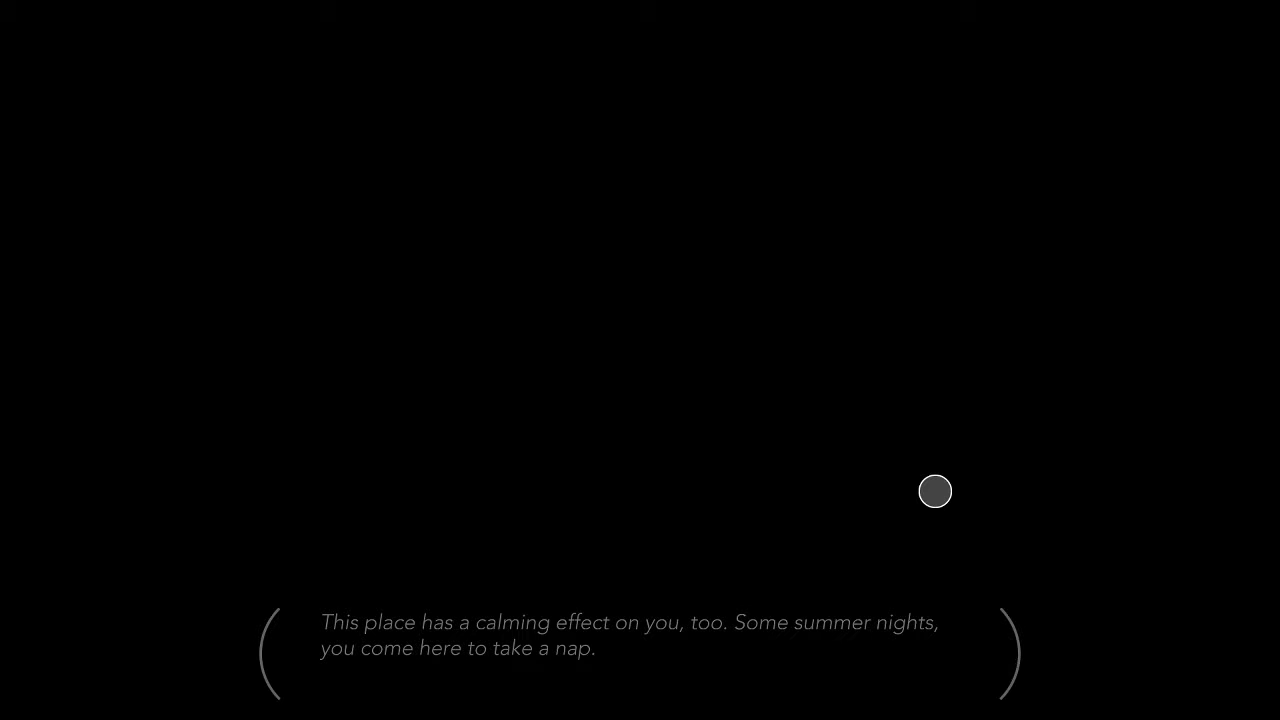 This place has a calming effect on you, too. Some summer nights,
you come here to take a nap.